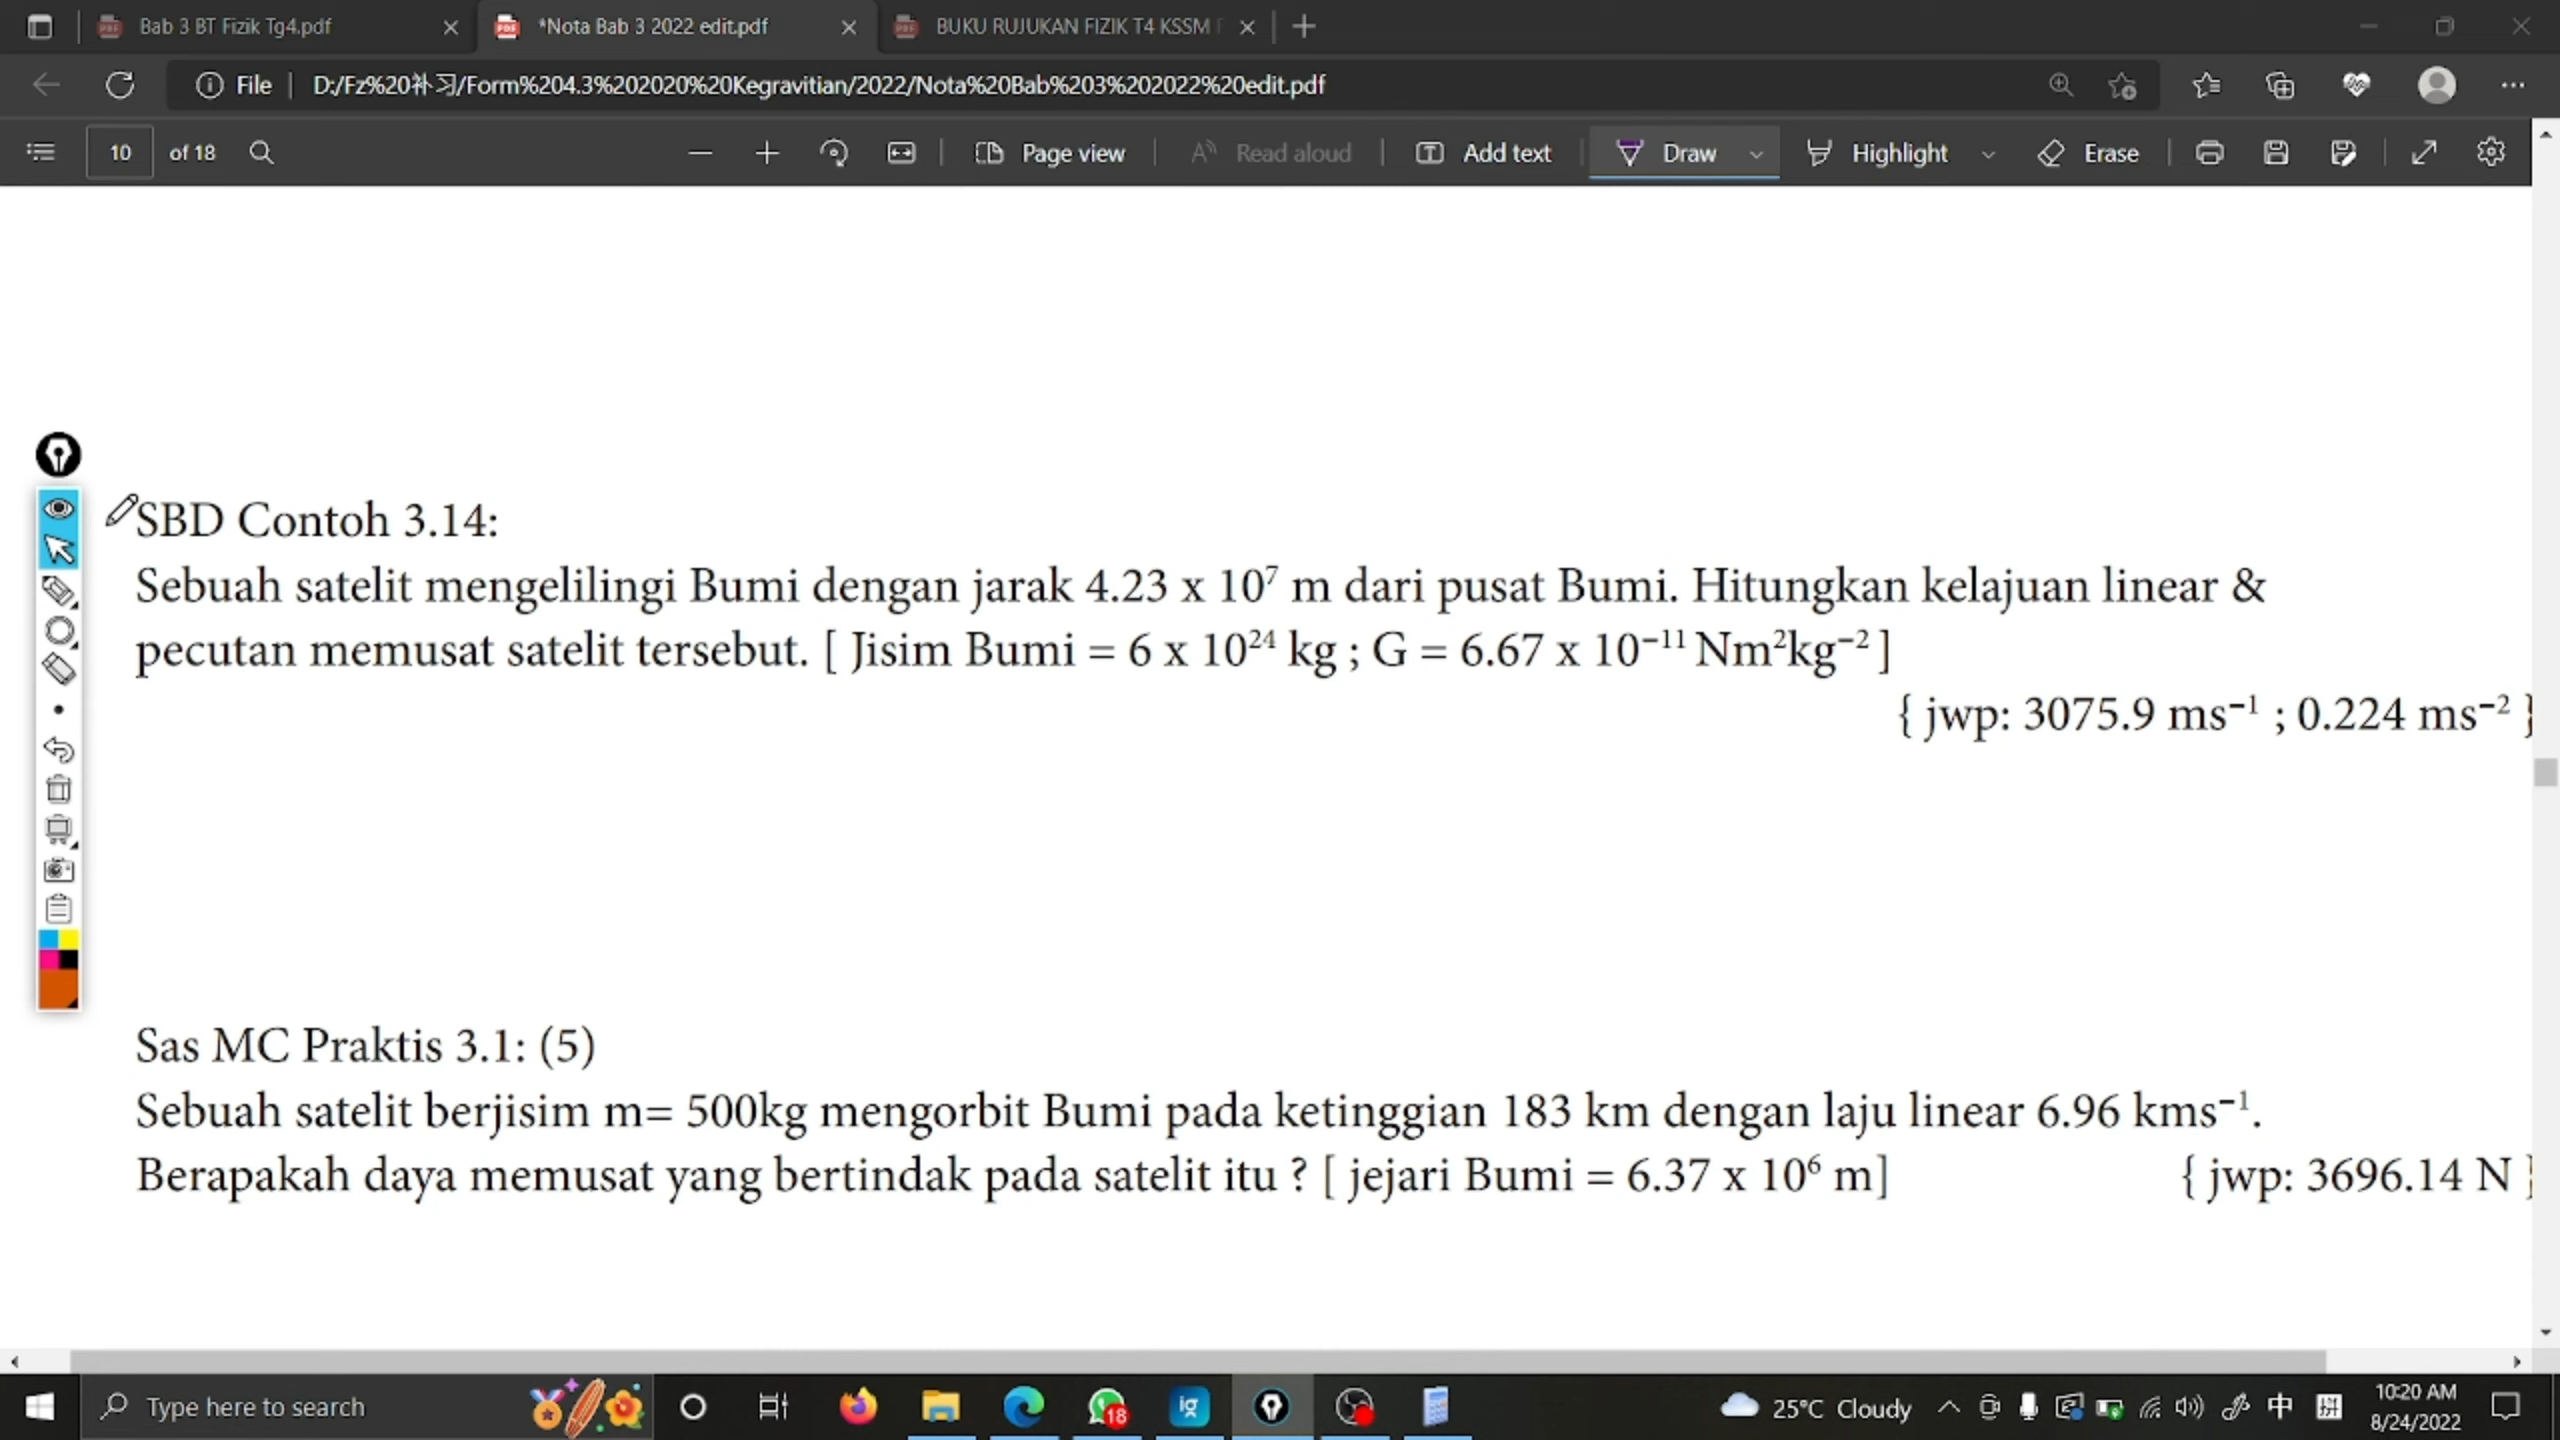 Bab 3 BT Fizik Tg4.pdf
*Nota Bab 3 2022 edit.pdf
BUKU RUJUKAN FIZIK T4 KSSM
File
D:/Fz%20补习/Form%204.3%202020%20Kegravitian/2022/Nota%20Bab%203%202022%20edit.pdf
10 of 18
Page view
Read aloud
Add text
Draw
Highlight
Erase
SBD Contoh 3.14:
Sebuah satelit mengelilingi Bumi dengan jarak 4.23 x 10⁷ m dari pusat Bumi. Hitungkan kelajuan linear &
pecutan memusat satelit tersebut. [ Jisim Bumi = 6 x 10²⁴ kg ; G = 6.67 x 10⁻¹¹ Nm²kg⁻² ]
{ jwp: 3075.9 ms⁻¹ ; 0.224 ms⁻² }
Sas MC Praktis 3.1: (5)
Sebuah satelit berjisim m= 500kg mengorbit Bumi pada ketinggian 183 km dengan laju linear 6.96 kms⁻¹.
Berapakah daya memusat yang bertindak pada satelit itu ? [ jejari Bumi = 6.37 x 10⁶ m]
{ jwp: 3696.14 N }
Type here to search
18
ig
25°C Cloudy
中
拼
10:20 AM
8/24/2022